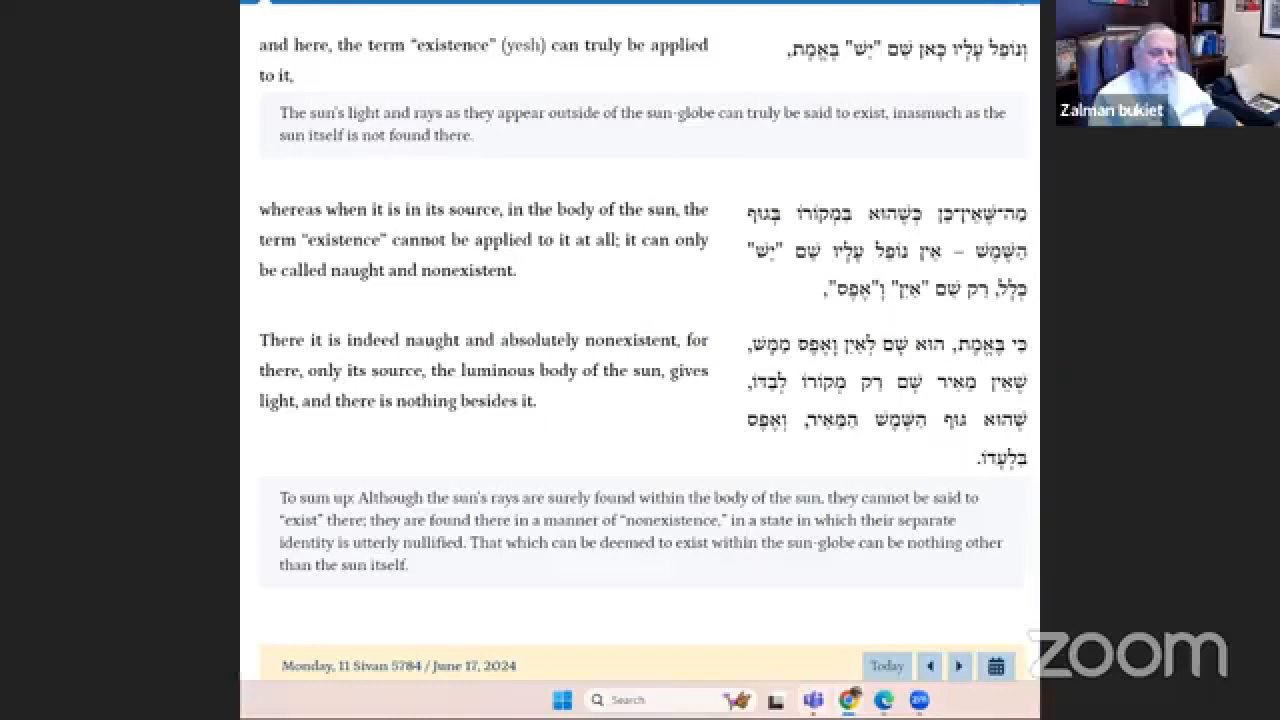 and here, the term “existence” (yesh) can truly be applied
to it,
וְנוֹפֵל עָלָיו כָּאן שֵׁם "יֵשׁ" בֶּאֱמֶת,
The sun's light and rays as they appear outside of the sun-globe can truly be said to exist, inasmuch as the
sun itself is not found there.
whereas when it is in its source, in the body of the sun, the
term “existence” cannot be applied to it at all; it can only
be called naught and nonexistent.
מַה־שֶּׁאֵין־כֵּן כְּשֶׁהוּא בִּמְקוֹרוֹ בְּגוּף
הַשֶּׁמֶשׁ – אֵין נוֹפֵל עָלָיו שֵׁם "יֵשׁ"
כְּלָל, רַק שֵׁם "אַיִן" וְ"אֶפֶס",
There it is indeed naught and absolutely nonexistent, for
there, only its source, the luminous body of the sun, gives
light, and there is nothing besides it.
כִּי בֶּאֱמֶת, הוּא שָׁם לְאַיִן וָאֶפֶס מַמָּשׁ,
שֶׁאֵין מֵאִיר שָׁם רַק מְקוֹרוֹ לְבַדּוֹ,
שֶׁהוּא גּוּף הַשֶּׁמֶשׁ הַמֵּאִיר, וְאֶפֶס
בִּלְעָדוֹ.
To sum up: Although the sun's rays are surely found within the body of the sun, they cannot be said to
“exist” there; they are found there in a manner of “nonexistence,” in a state in which their separate
identity is utterly nullified. That which can be deemed to exist within the sun-globe can be nothing other
than the sun itself.
Monday, 11 Sivan 5784 / June 17, 2024
Today
Search
Zalman bukiet
zoom